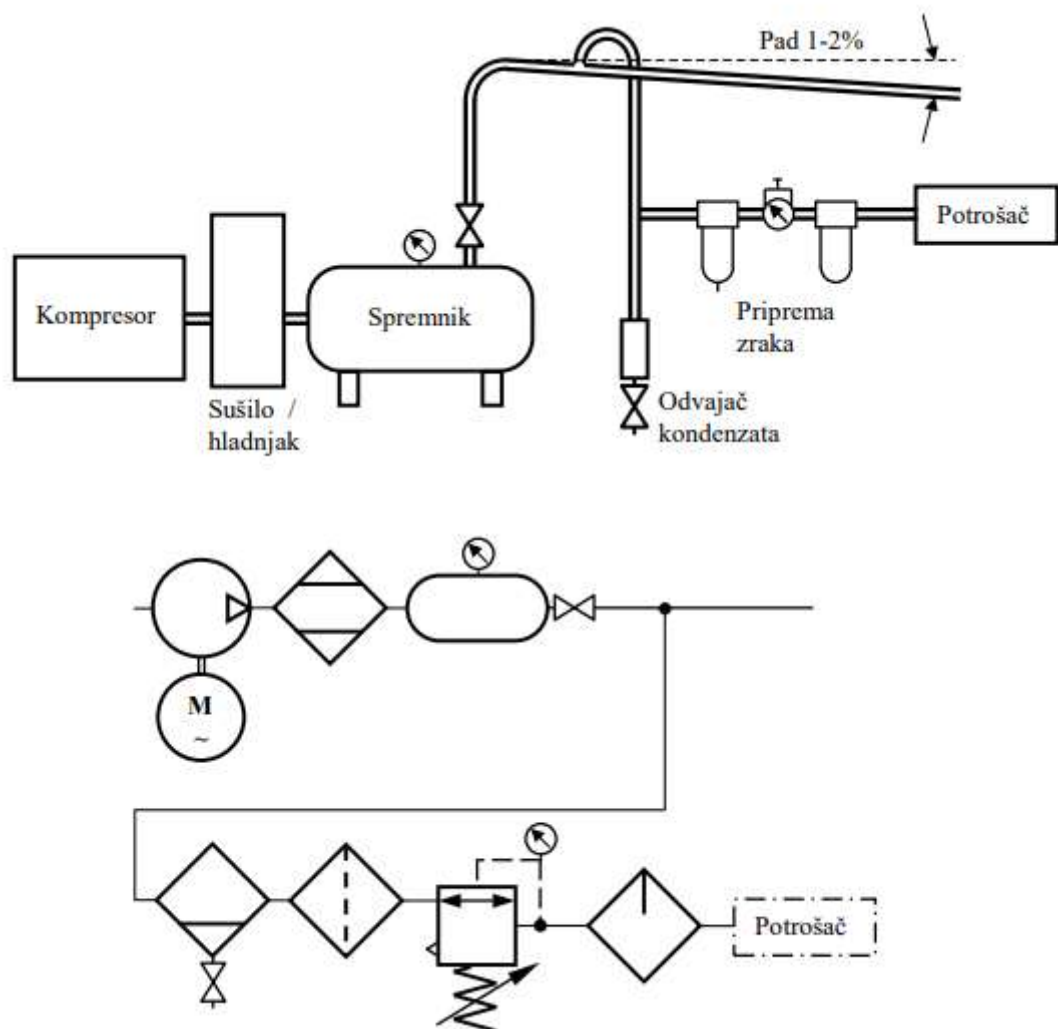 Pad 1-2%
Potrošač
Kompresor
Spremnik
Priprema
zraka
Sušilo /
hladnjak
Odvajač
kondenzata
M
~
Potrošač